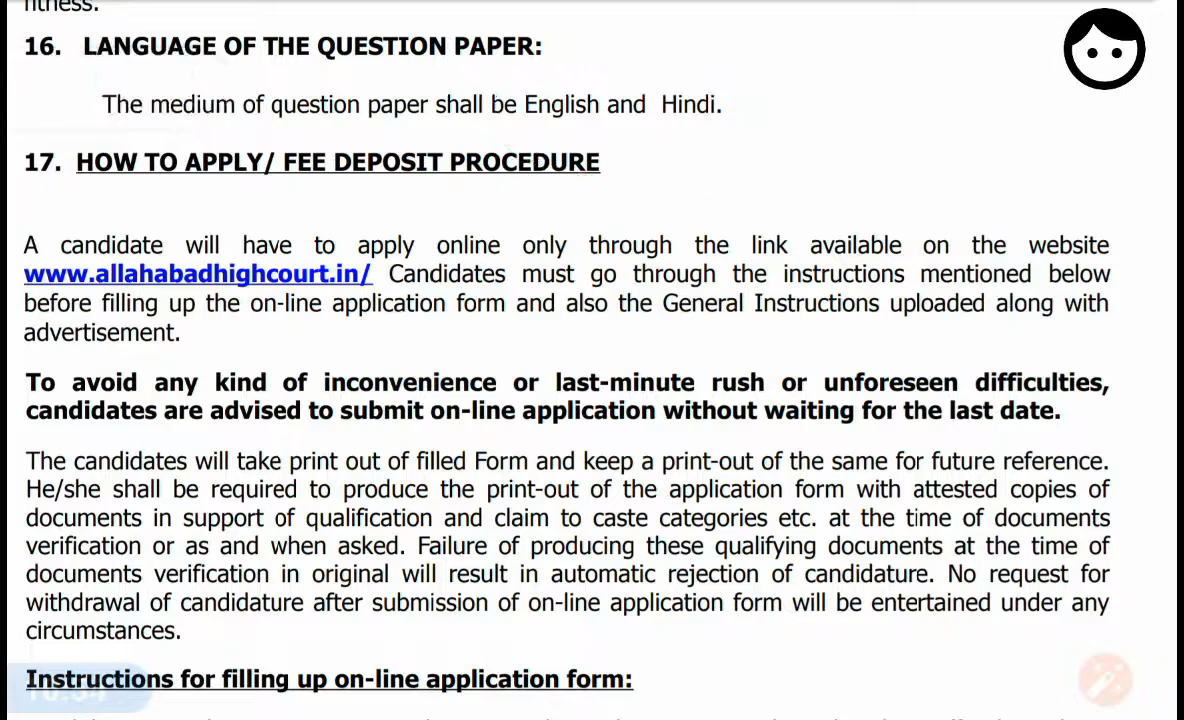 fitness.
16. LANGUAGE OF THE QUESTION PAPER:
The medium of question paper shall be English and Hindi.
17. HOW TO APPLY/ FEE DEPOSIT PROCEDURE
A candidate will have to apply online only through the link available on the website
www.allahabadhighcourt.in/ Candidates must go through the instructions mentioned below
before filling up the on-line application form and also the General Instructions uploaded along with
advertisement.
To avoid any kind of inconvenience or last-minute rush or unforeseen difficulties,
candidates are advised to submit on-line application without waiting for the last date.
The candidates will take print out of filled Form and keep a print-out of the same for future reference.
He/she shall be required to produce the print-out of the application form with attested copies of
documents in support of qualification and claim to caste categories etc. at the time of documents
verification or as and when asked. Failure of producing these qualifying documents at the time of
documents verification in original will result in automatic rejection of candidature. No request for
withdrawal of candidature after submission of on-line application form will be entertained under any
circumstances.
Instructions for filling up on-line application form: